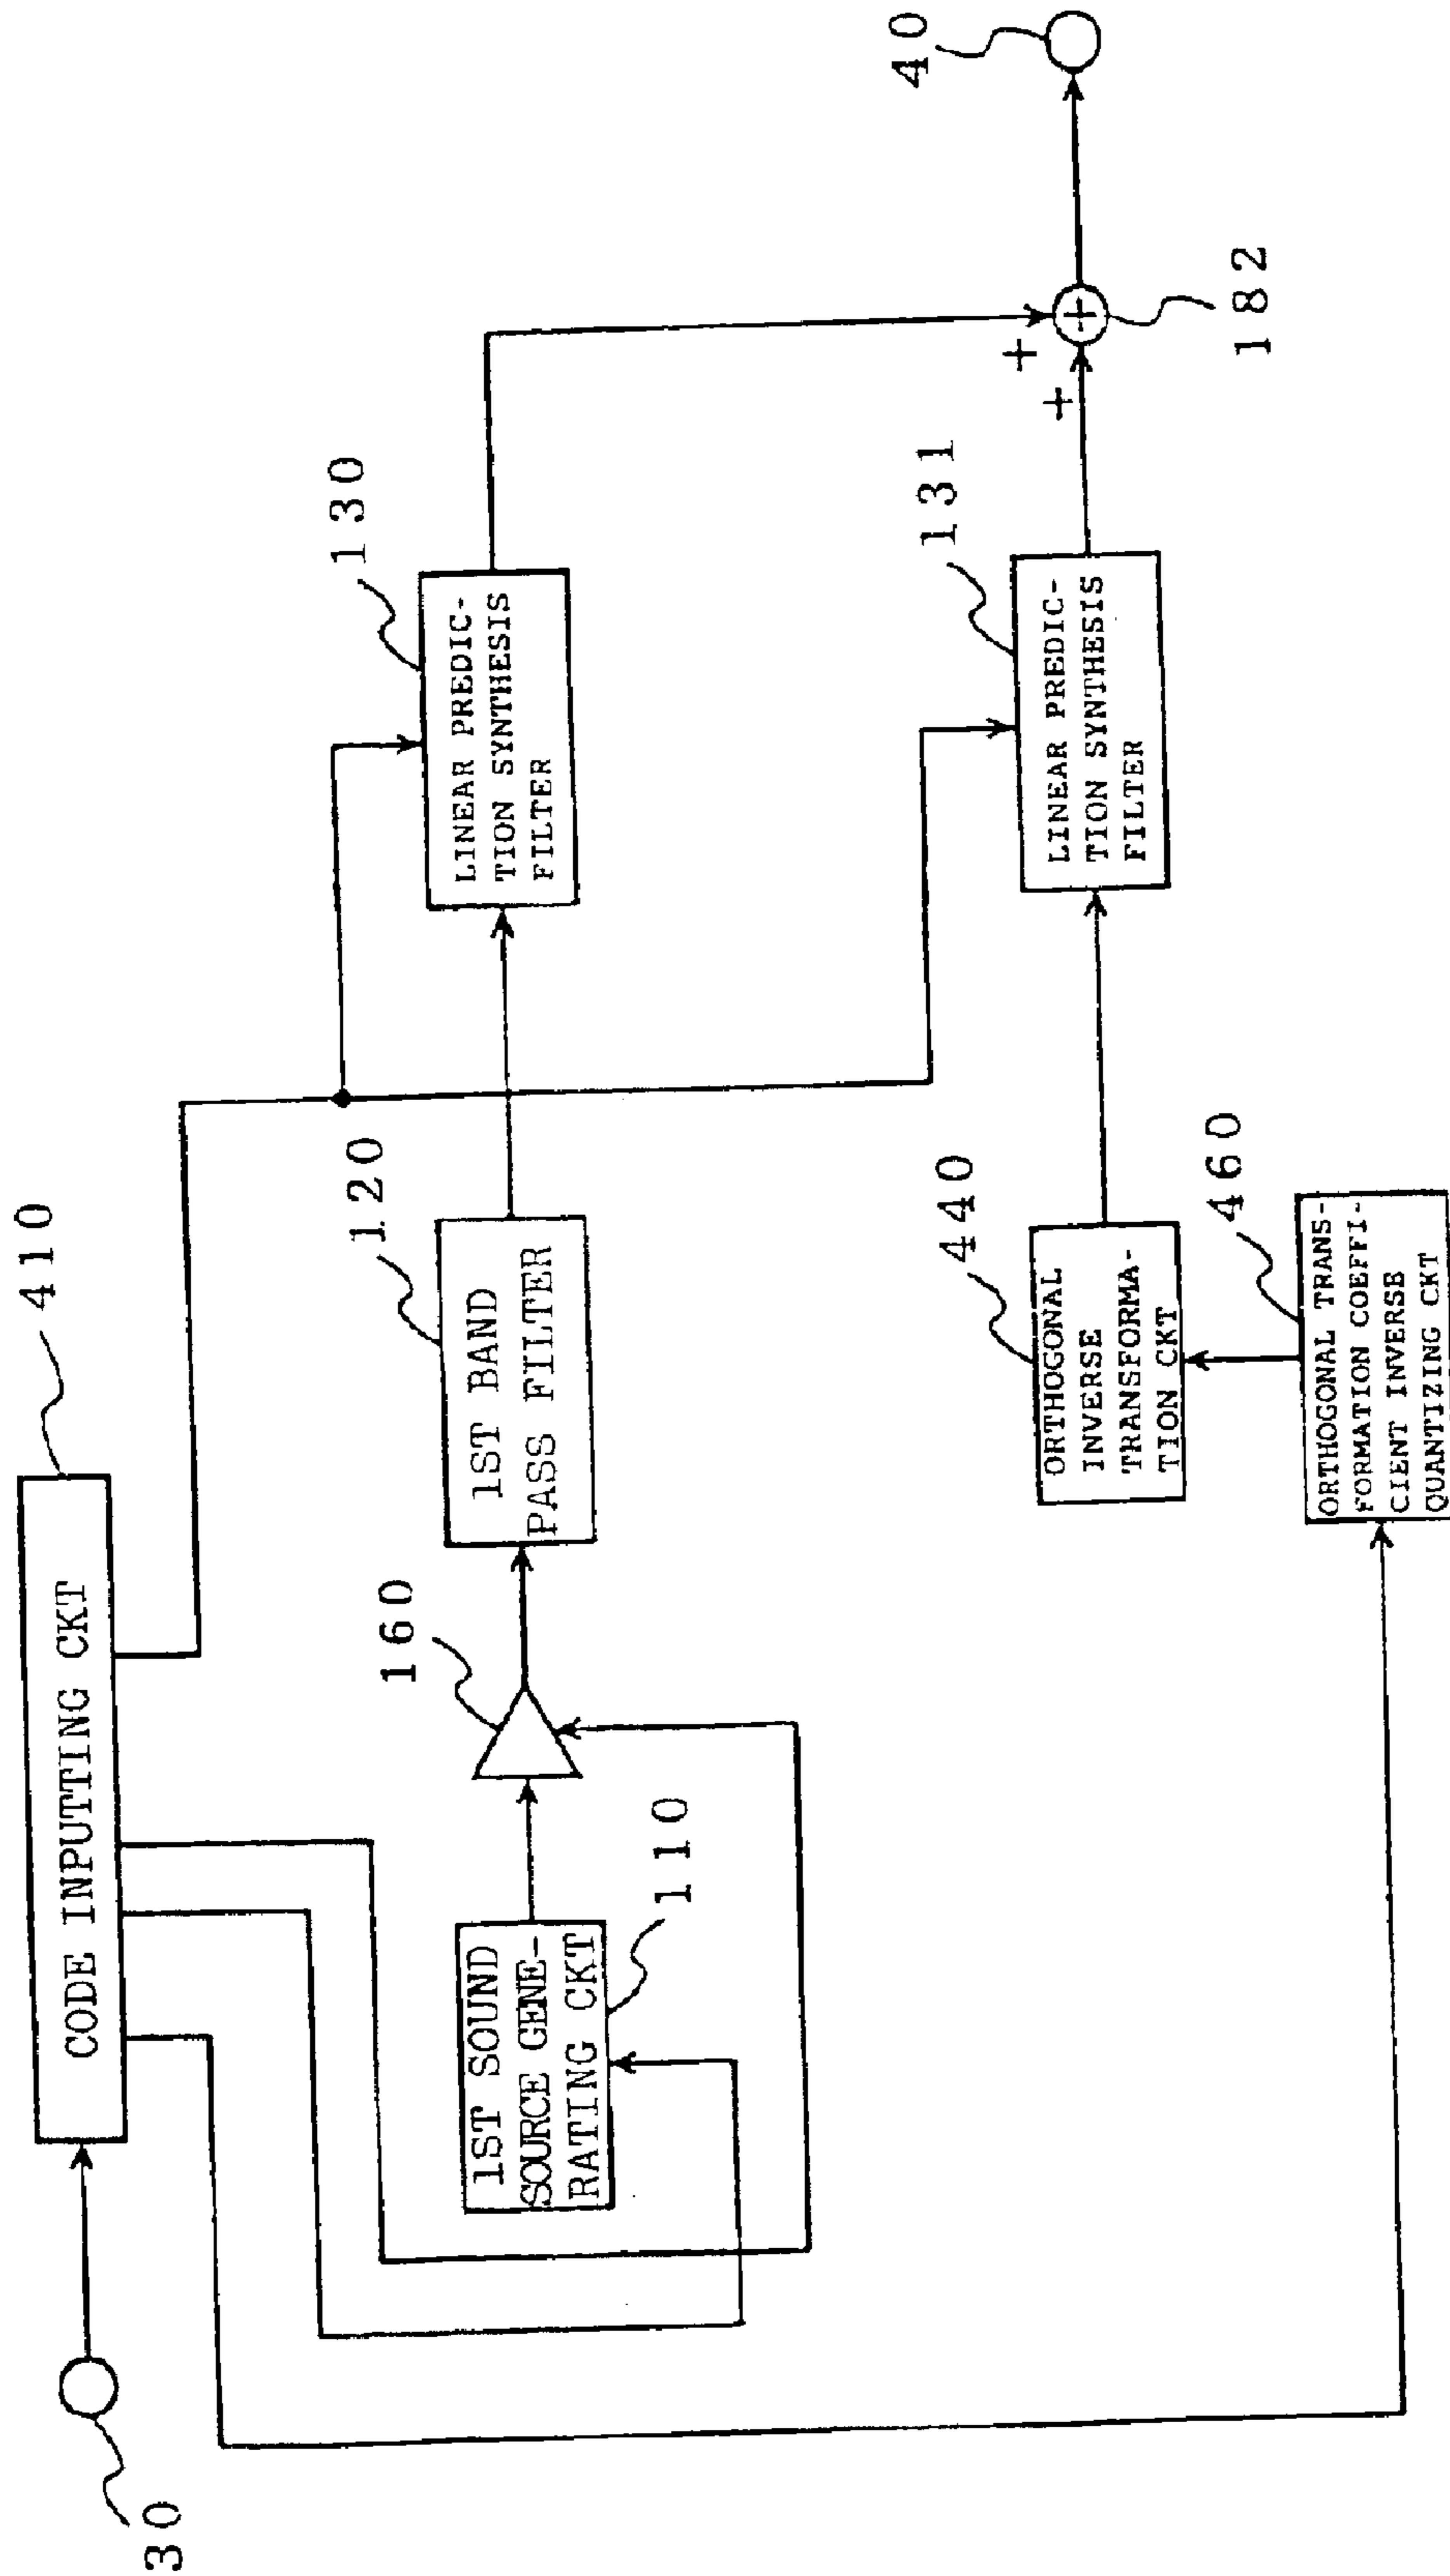 30
CODE INPUTTING CKT
410
1ST SOUND
SOURCE GENE-
RATING CKT
110
160
1ST BAND
PASS FILTER
120
LINEAR PREDIC-
TION SYNTHESIS
FILTER
130
ORTHOGONAL
INVERSE
TRANSFORMA-
TION CKT
440
ORTHOGONAL TRANS-
FORMATION COEFFI-
CIENT INVERSE
QUANTIZING CKT
460
LINEAR PREDIC-
TION SYNTHESIS
FILTER
131
+
+
+
182
40